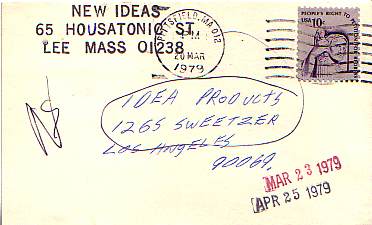 NEW IDEAS
65 HOUSATONIC ST.
LEE MASS 01238
PITTSFIELD, MA 012
PM
20 MAR
1979
PEOPLE'S RIGHT TO PETITION FOR REDRESS
USA 10c
IDEA PRODUCTS
1265 SWEETZER
LOS ANGELES
90069
MAR 23 1979
APR 25 1979